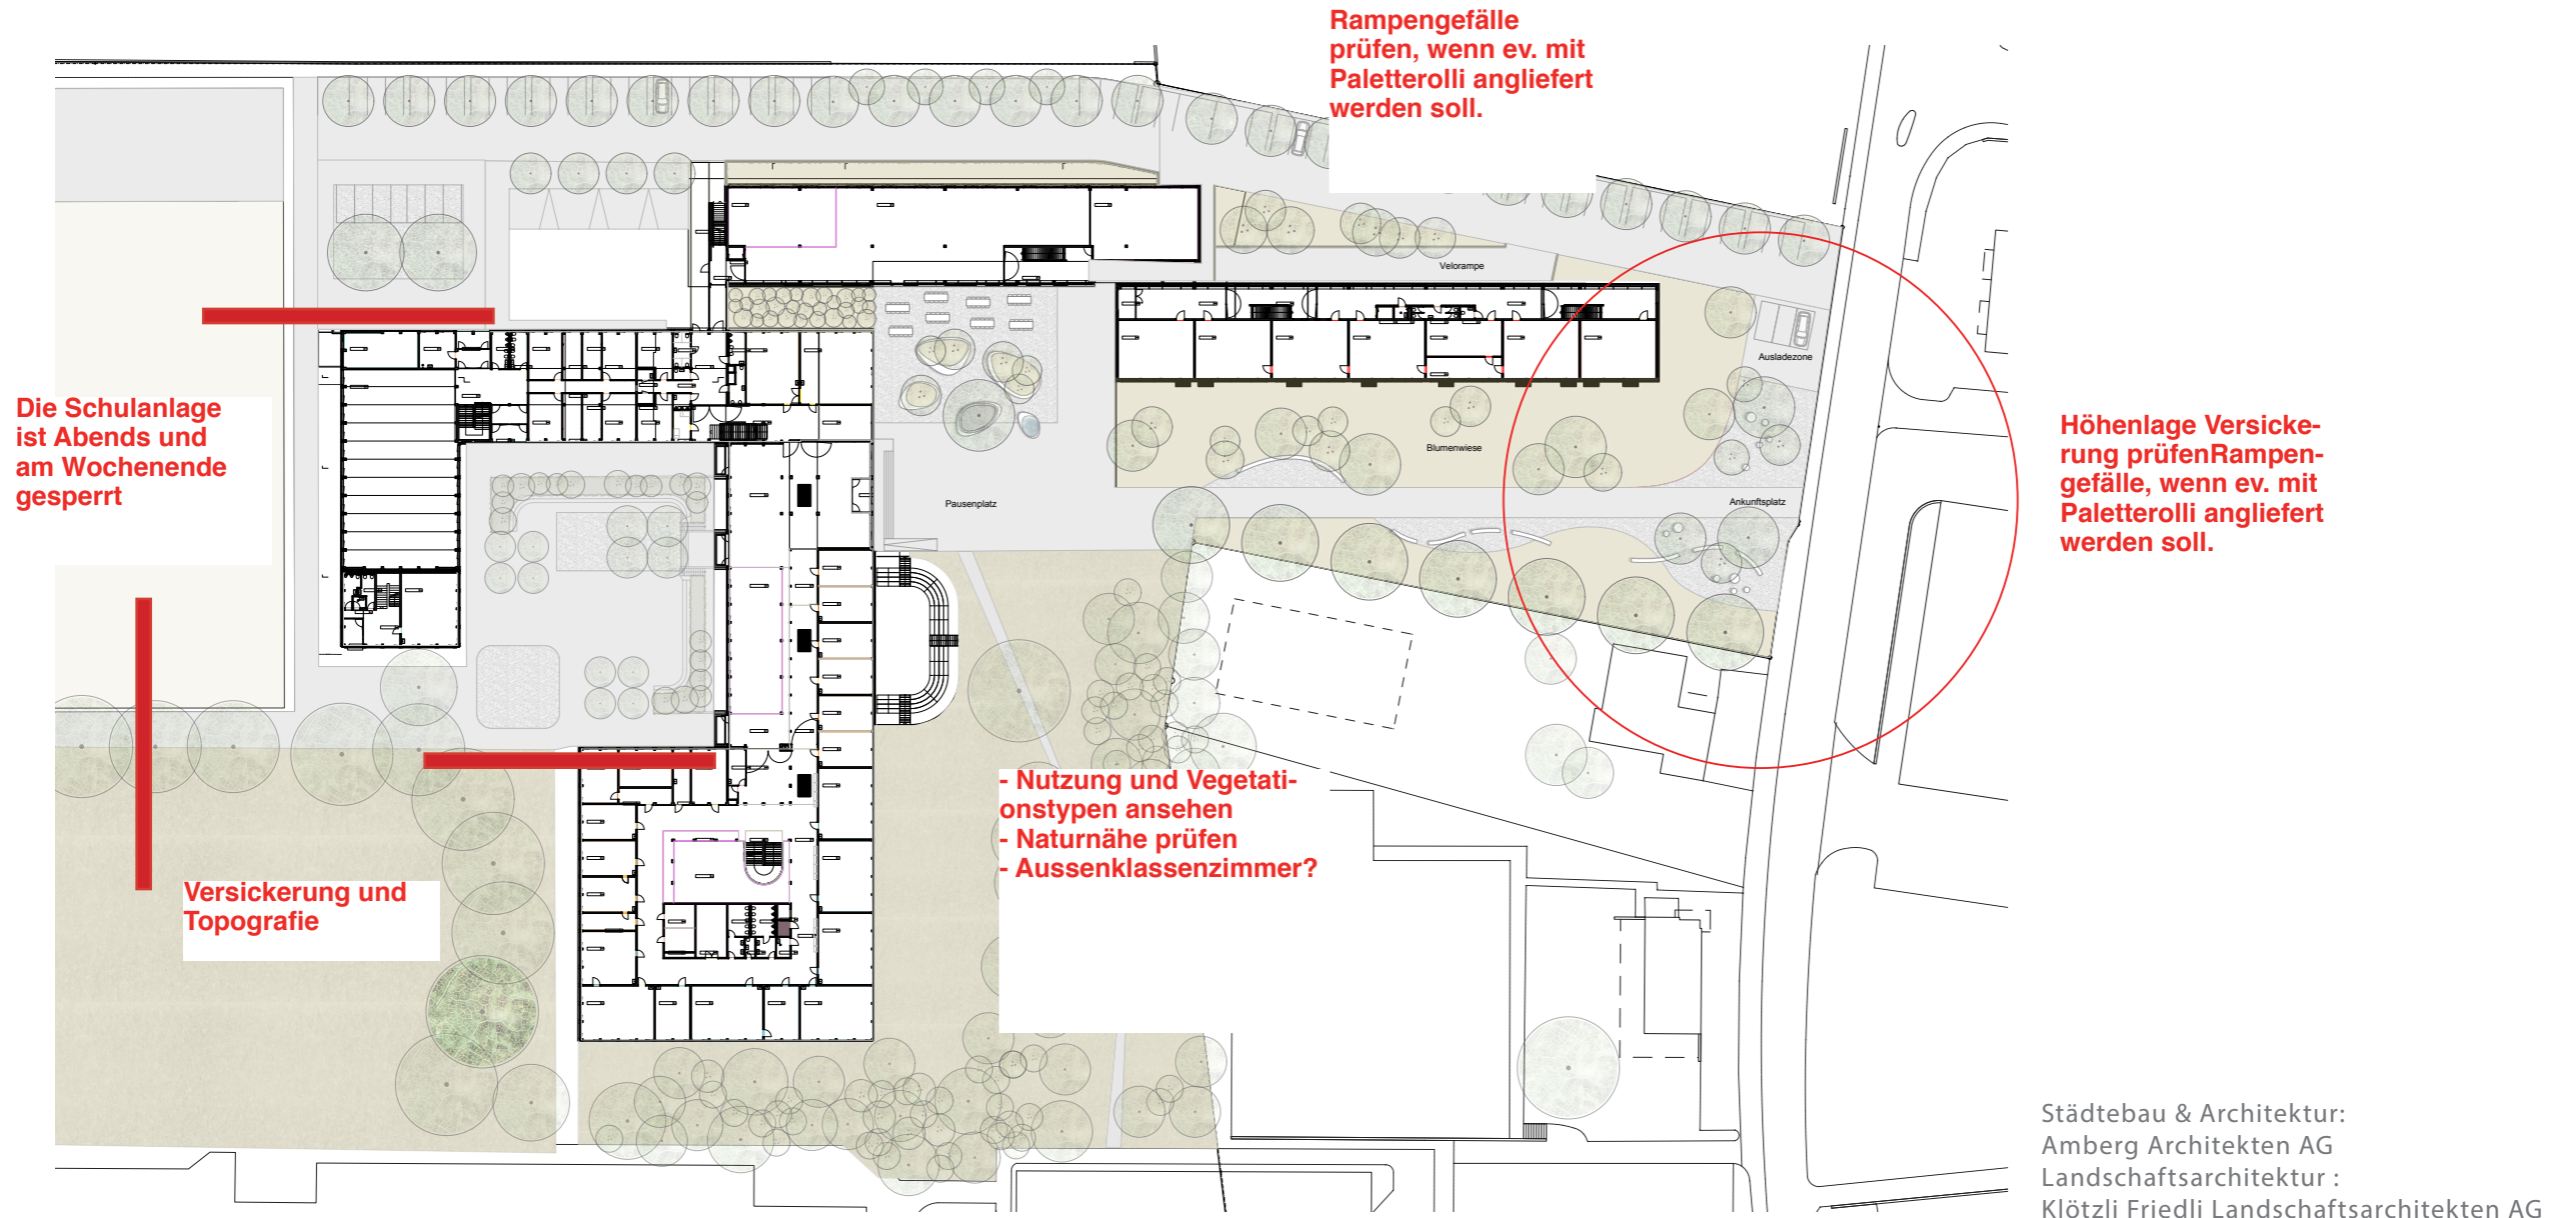 Rampengefälle
prüfen, wenn ev. mit
Paletterolli angliefert
werden soll.
Velorampe
Ausladezone
Die Schulanlage
ist Abends und
am Wochenende
gesperrt
Höhenlage Versicke-
rung prüfenRampen-
gefälle, wenn ev. mit
Paletterolli angliefert
werden soll.
Blumenwiese
Pausenplatz
Ankunftsplatz
- Nutzung und Vegetati-
onstypen ansehen
- Naturnähe prüfen
- Aussenklassenzimmer?
Versickerung und
Topografie
Städtebau & Architektur:
Amberg Architekten AG
Landschaftsarchitektur :
Klötzli Friedli Landschaftsarchitekten AG